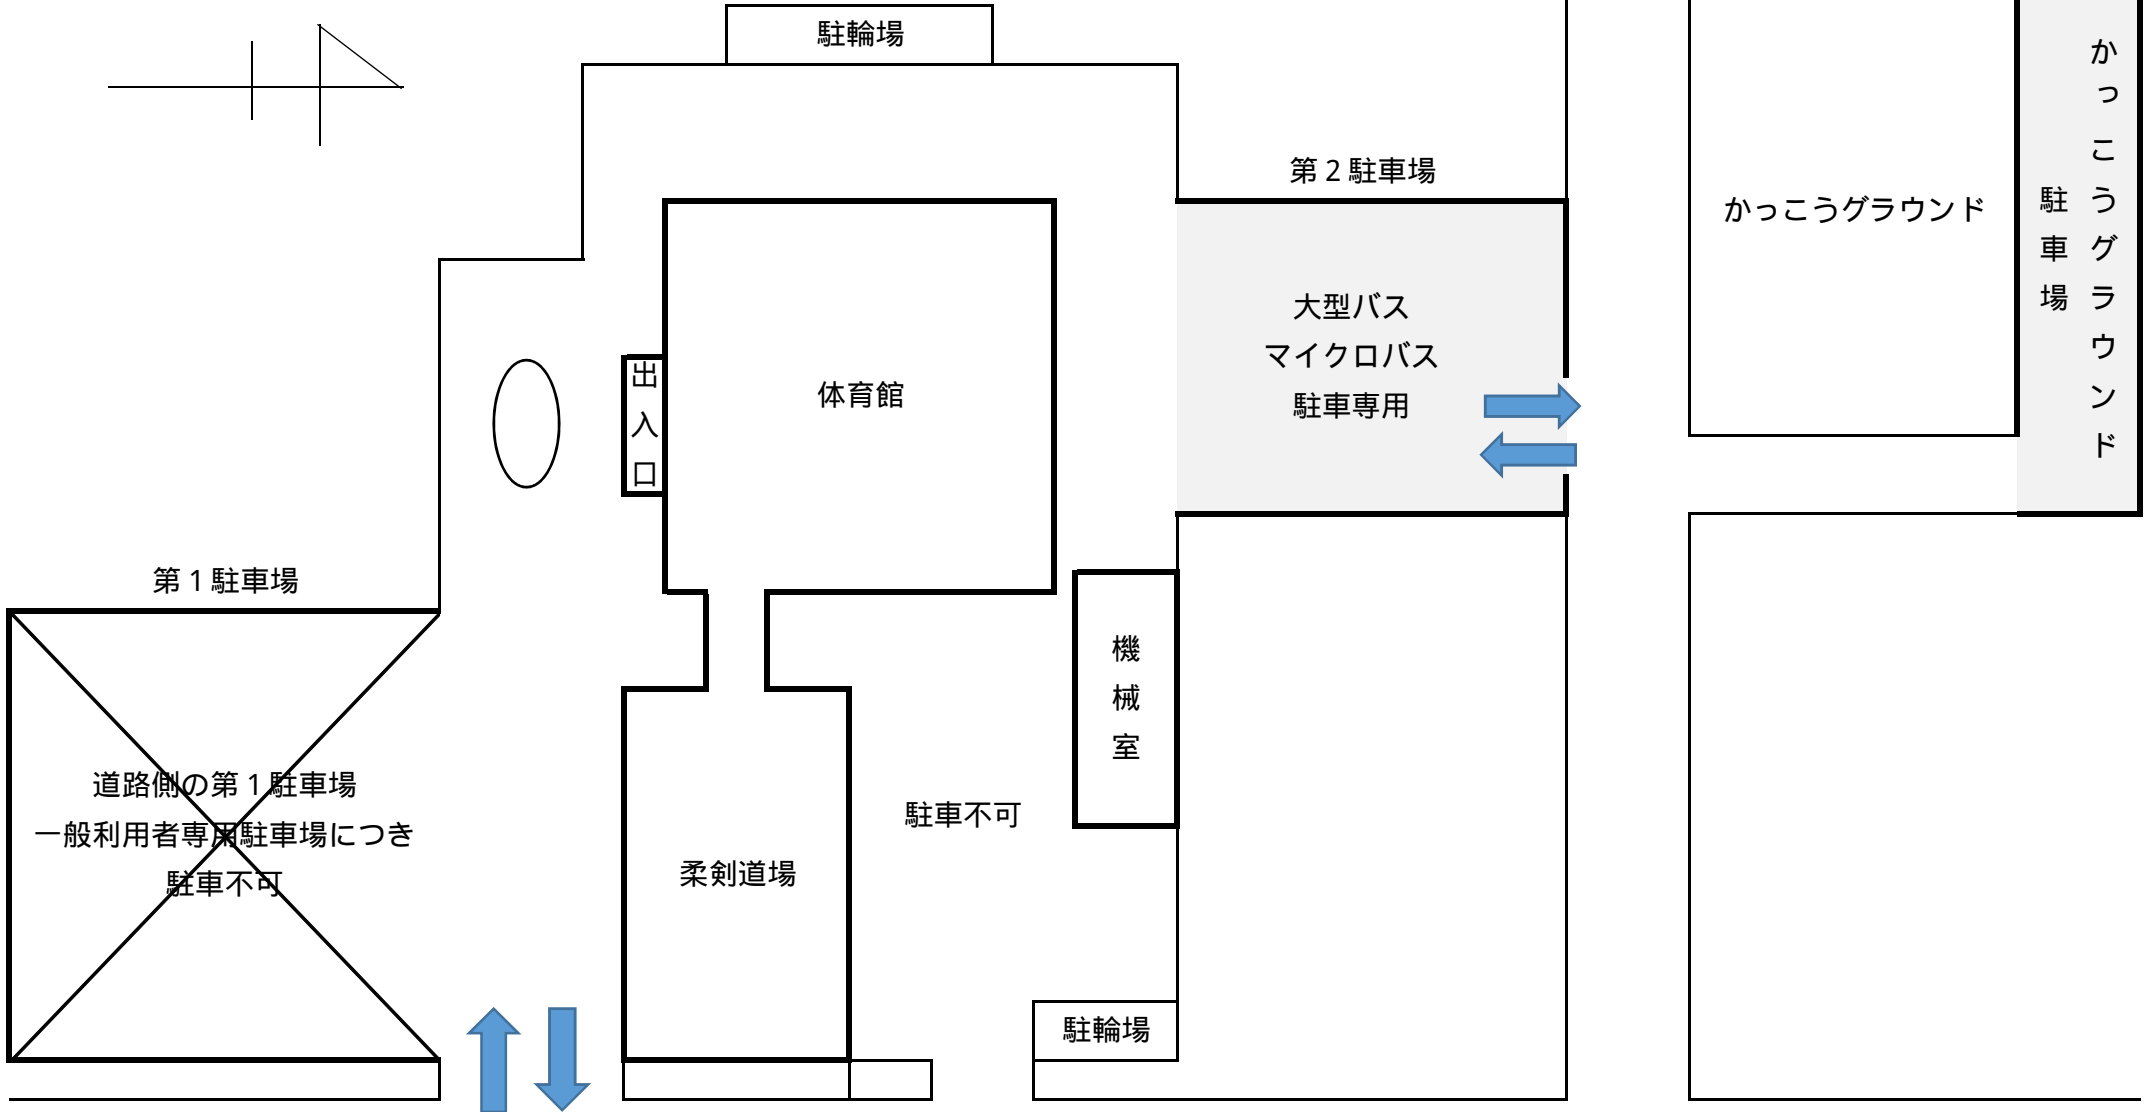 駐輪場
第2駐車場
かっこうグラウンド
かっこうグラウンド
駐車場
大型バス
マイクロバス
駐車専用
出入口
体育館
第1駐車場
道路側の第1駐車場
一般利用者専用駐車場につき
駐車不可
機械室
駐車不可
柔剣道場
駐輪場